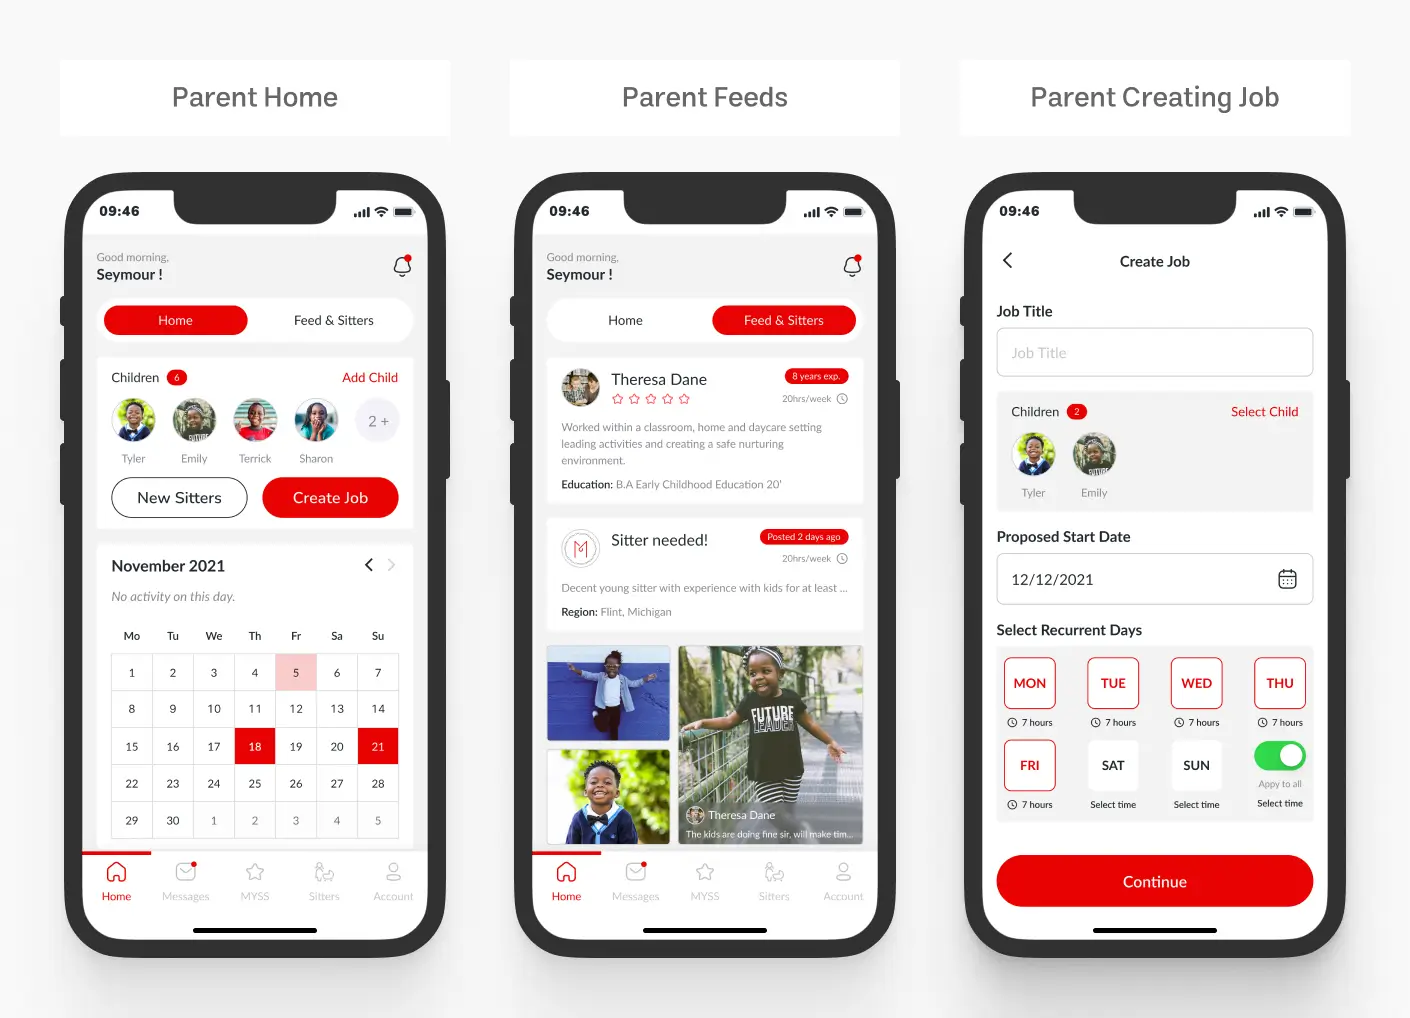 Parent Home
09:46
Good morning,
Seymour !
Home
Feed & Sitters
Children 6
Add Child
2 +
Tyler
Emily
Terrick
Sharon
New Sitters
Create Job
November 2021
No activity on this day.
Mo Tu We Th Fr Sa Su
1 2 3 4 5 6 7
8 9 10 11 12 13 14
15 16 17 18 19 20 21
22 23 24 25 26 27 28
29 30 1 2 3 4 5
Home
Messages
MYSS
Sitters
Account
Parent Feeds
09:46
Good morning,
Seymour !
Home
Feed & Sitters
Theresa Dane
8 years exp.
20hrs/week
Worked within a classroom, home and daycare setting
leading activities and creating a safe nurturing
environment.
Education: B.A Early Childhood Education 20'
M
Sitter needed!
Posted 2 days ago
20hrs/week
Decent young sitter with experience with kids for at least ...
Region: Flint, Michigan
FUTURE
LEADER
Theresa Dane
The kids are doing fine sir, will make tim...
Home
Messages
MYSS
Sitters
Account
Parent Creating Job
09:46
Create Job
Job Title
Job Title
Children 2
Select Child
Tyler
Emily
Proposed Start Date
12/12/2021
Select Recurrent Days
MON TUE WED THU
7 hours 7 hours 7 hours 7 hours
FRI SAT SUN
Appy to all
7 hours Select time Select time Select time
Continue